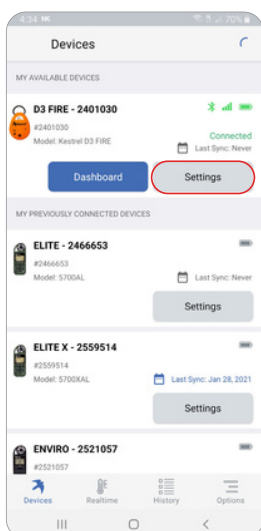 4:34 NK 70%
Devices
MY AVAILABLE DEVICES
D3 FIRE - 2401030
#2401030
Connected
Model: Kestrel D3 FIRE
Last Sync: Never
Dashboard
Settings
MY PREVIOUSLY CONNECTED DEVICES
ELITE - 2466653
#2466653
Model: 5700AL
Last Sync: Never
Settings
ELITE X - 2559514
#2559514
Model: 5700XAL
Last Sync: Jan 28, 2021
Settings
ENVIRO - 2521057
#2521057
Devices Realtime History Options